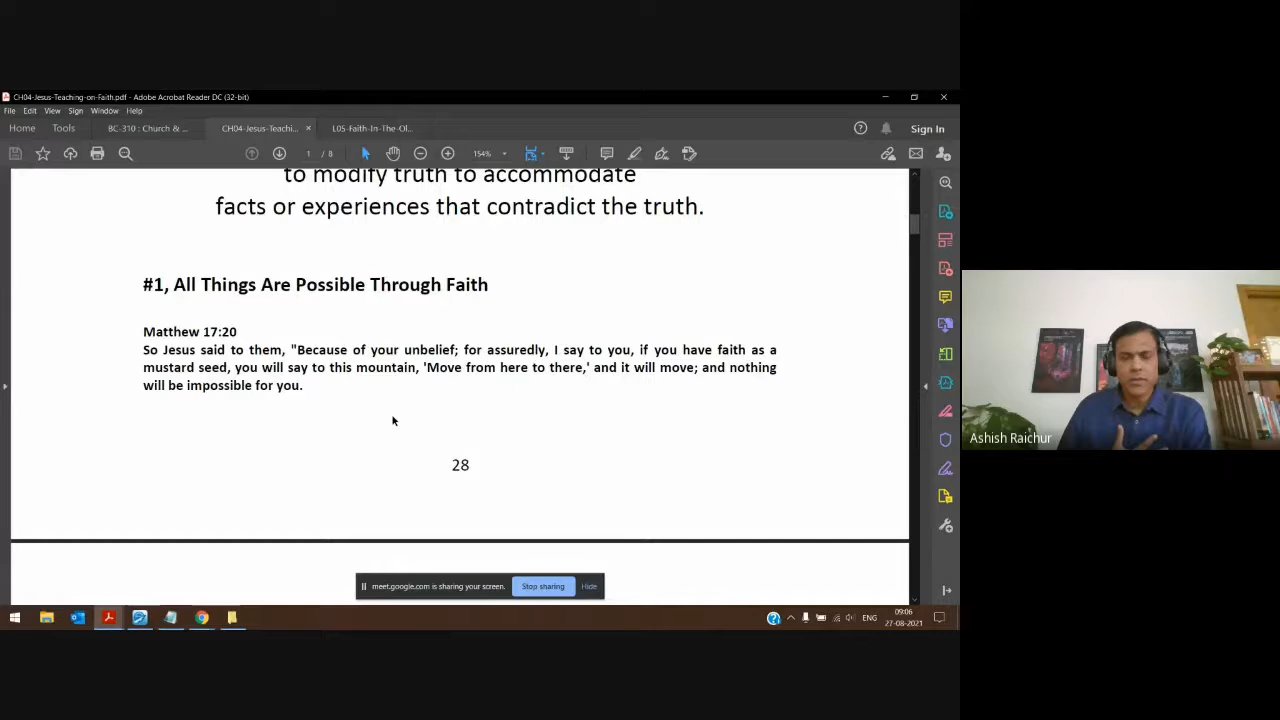 CH04-Jesus-Teaching-on-Faith.pdf - Adobe Acrobat Reader DC (32-bit)
File Edit View Sign Window Help
Home Tools BC-310 : Church & ... CH04-Jesus-Teachi... × L05-Faith-In-The-Ol... Sign In
1 / 8 154%
to modify truth to accommodate
facts or experiences that contradict the truth.
#1, All Things Are Possible Through Faith
Matthew 17:20
So Jesus said to them, "Because of your unbelief; for assuredly, I say to you, if you have faith as a
mustard seed, you will say to this mountain, 'Move from here to there,' and it will move; and nothing
will be impossible for you.
28
Ashish Raichur
meet.google.com is sharing your screen. Stop sharing Hide
ENG 09:06
27-08-2021